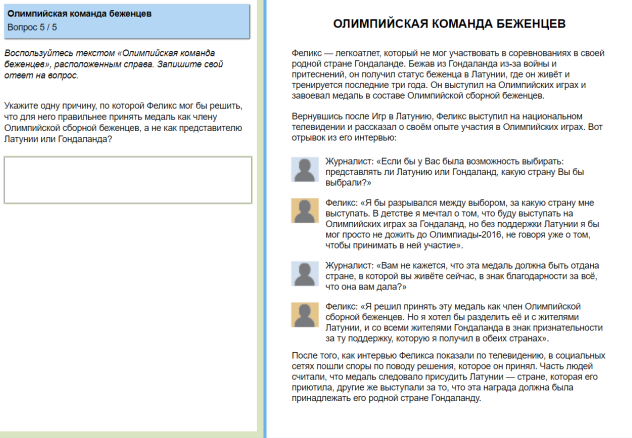 Олимпийская команда беженцев
Вопрос 5 / 5
Воспользуйтесь текстом «Олимпийская команда
беженцев», расположенным справа. Запишите свой
ответ на вопрос.
Укажите одну причину, по которой Феликс мог бы решить,
что для него правильнее принять медаль как члену
Олимпийской сборной беженцев, а не как представителю
Латунии или Гондаланда?
ОЛИМПИЙСКАЯ КОМАНДА БЕЖЕНЦЕВ
Феликс — легкоатлет, который не мог участвовать в соревнованиях в своей
родной стране Гондаланде. Бежав из Гондаланда из-за войны и
притеснений, он получил статус беженца в Латунии, где он живёт и
тренируется последние три года. Он выступил на Олимпийских играх и
завоевал медаль в составе Олимпийской сборной беженцев.
Вернувшись после Игр в Латунию, Феликс выступил на национальном
телевидении и рассказал о своём опыте участия в Олимпийских играх. Вот
отрывок из его интервью:
Журналист: «Если бы у Вас была возможность выбирать:
представлять ли Латунию или Гондаланд, какую страну Вы бы
выбрали?»
Феликс: «Я бы разрывался между выбором, за какую страну мне
выступать. В детстве я мечтал о том, что буду выступать на
Олимпийских играх за Гондаланд, но без поддержки Латунии я бы
мог просто не дожить до Олимпиады-2016, не говоря уже о том,
чтобы принимать в ней участие».
Журналист: «Вам не кажется, что эта медаль должна быть отдана
стране, в которой вы живёте сейчас, в знак благодарности за всё,
что она вам дала?»
Феликс: «Я решил принять эту медаль как член Олимпийской
сборной беженцев. Но я хотел бы разделить её и с жителями
Латунии, и со всеми жителями Гондаланда в знак признательности
за ту поддержку, которую я получил в обеих странах».
После того, как интервью Феликса показали по телевидению, в социальных
сетях пошли споры по поводу решения, которое он принял. Часть людей
считали, что медаль следовало присудить Латунии — стране, которая его
приютила, другие же выступали за то, что эта награда должна была
принадлежать его родной стране Гондаланду.